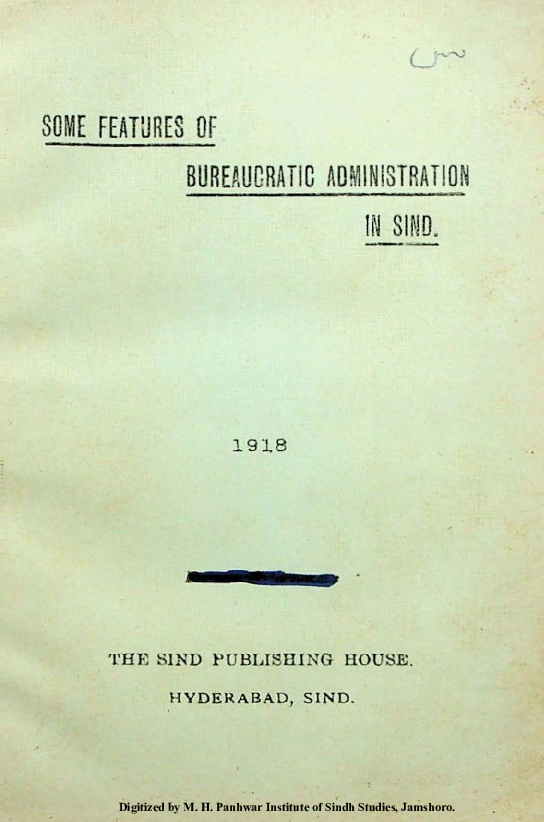 SOME FEATURES OF
BUREAUCRATIC ADMINISTRATION
IN SIND.
1918
THE SIND PUBLISHING HOUSE.
HYDERABAD, SIND.
Digitized by M. H. Panhwar Institute of Sindh Studies, Jamshoro.